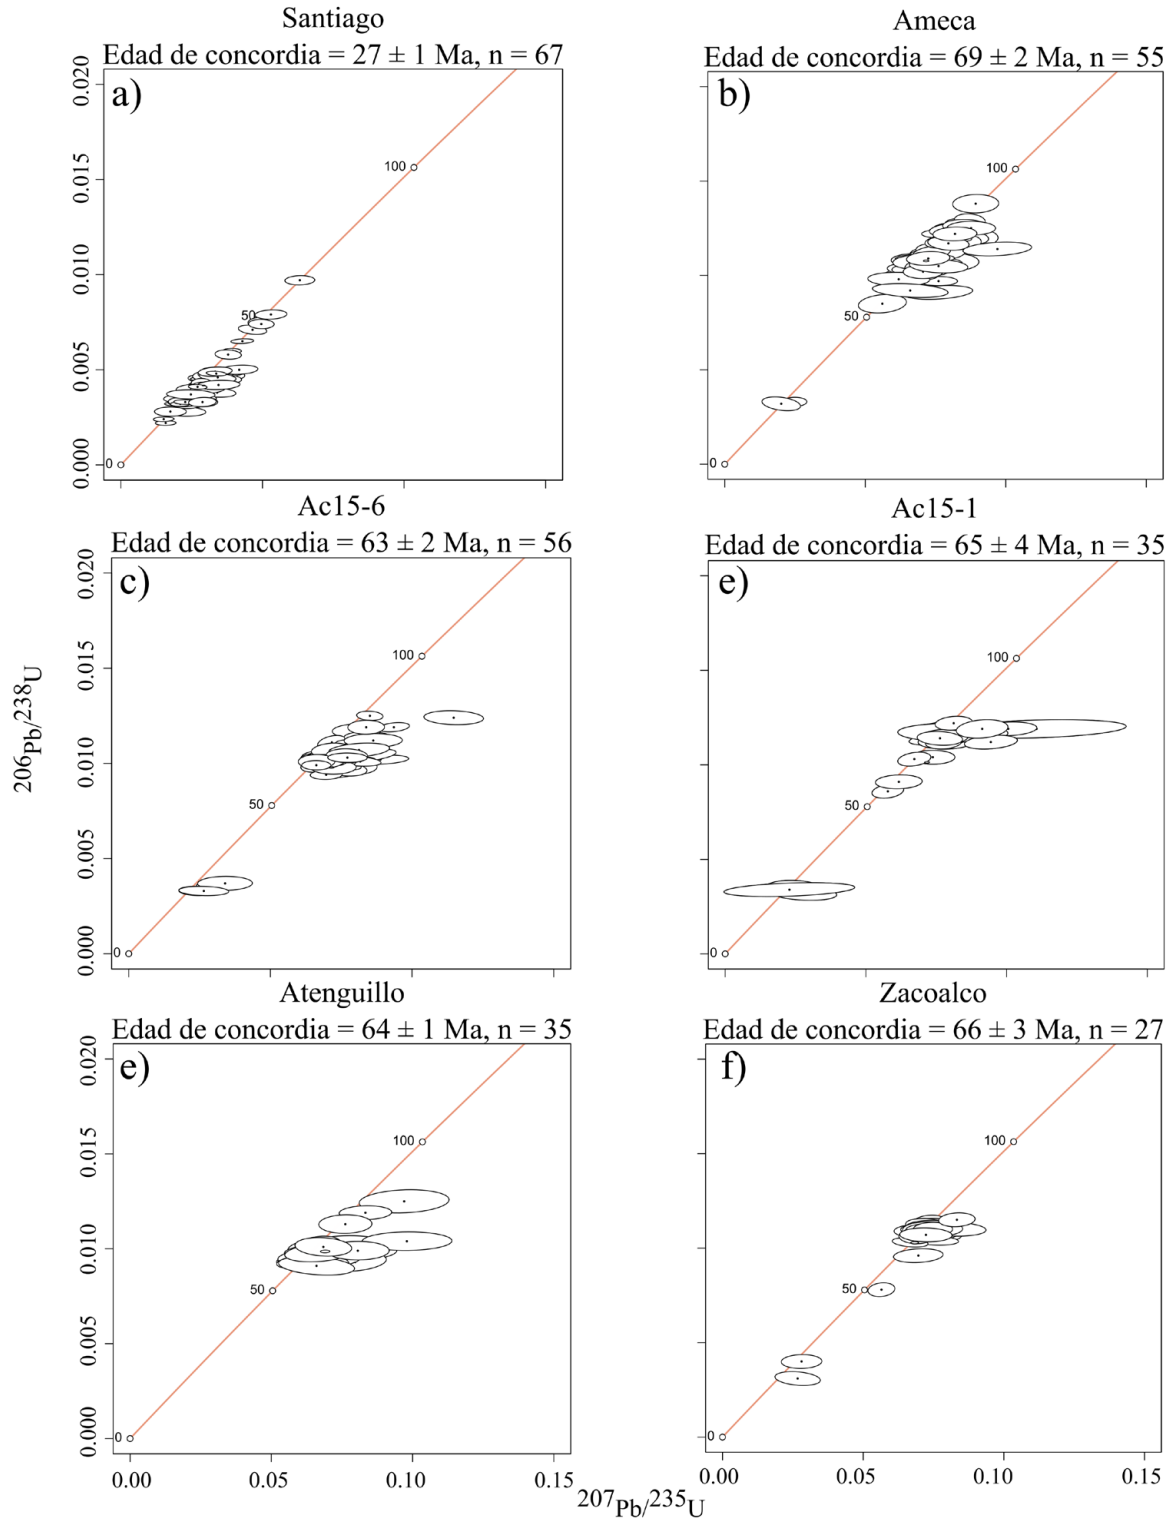 Santiago
Edad de concordia = 27 ± 1 Ma, n = 67
a)
0.020
0.015
0.010
0.005
0.000
100
50
0
Ameca
Edad de concordia = 69 ± 2 Ma, n = 55
b)
100
50
0
Ac15-6
Edad de concordia = 63 ± 2 Ma, n = 56
c)
0.020
0.015
0.010
0.005
0.000
100
50
0
Ac15-1
Edad de concordia = 65 ± 4 Ma, n = 35
e)
100
50
0
206Pb/238U
Atenguillo
Edad de concordia = 64 ± 1 Ma, n = 35
e)
0.020
0.015
0.010
0.005
0.000
100
50
0
0.00 0.05 0.10 0.15
Zacoalco
Edad de concordia = 66 ± 3 Ma, n = 27
f)
100
50
0
0.00 0.05 0.10 0.15
207Pb/235U